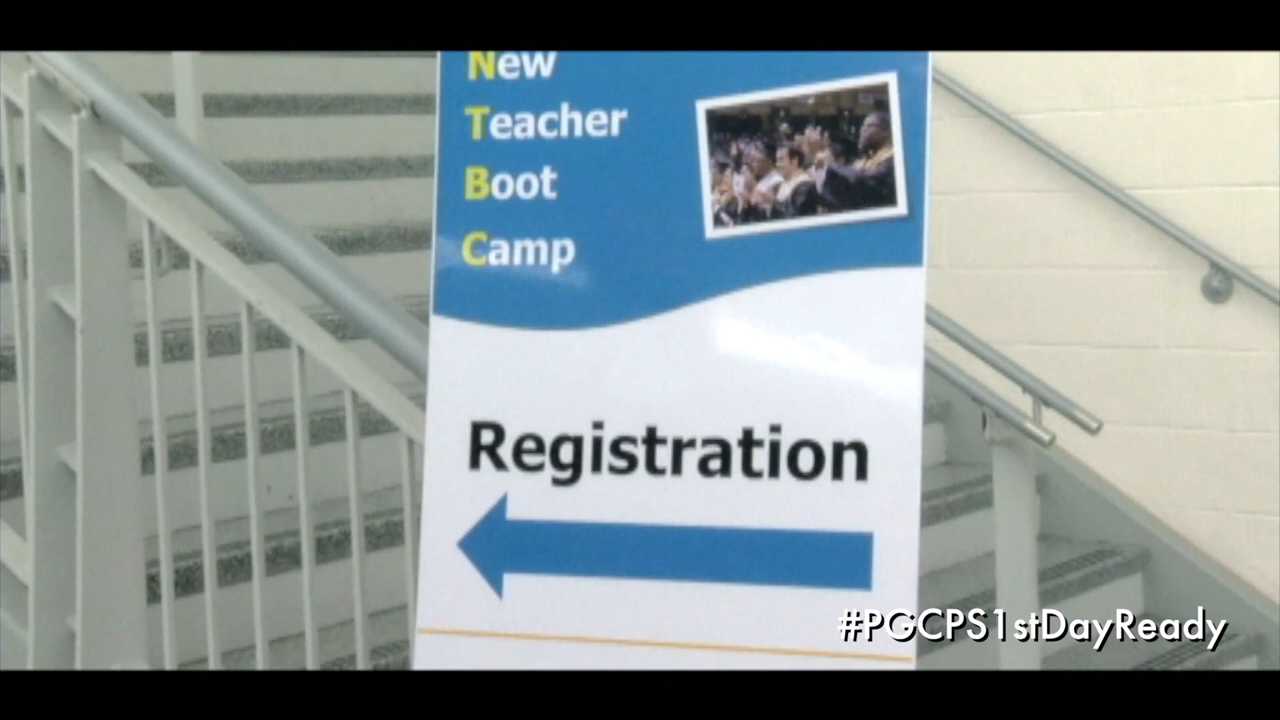 New
Teacher
Boot
Camp
Registration
#PGCPS1stDayReady